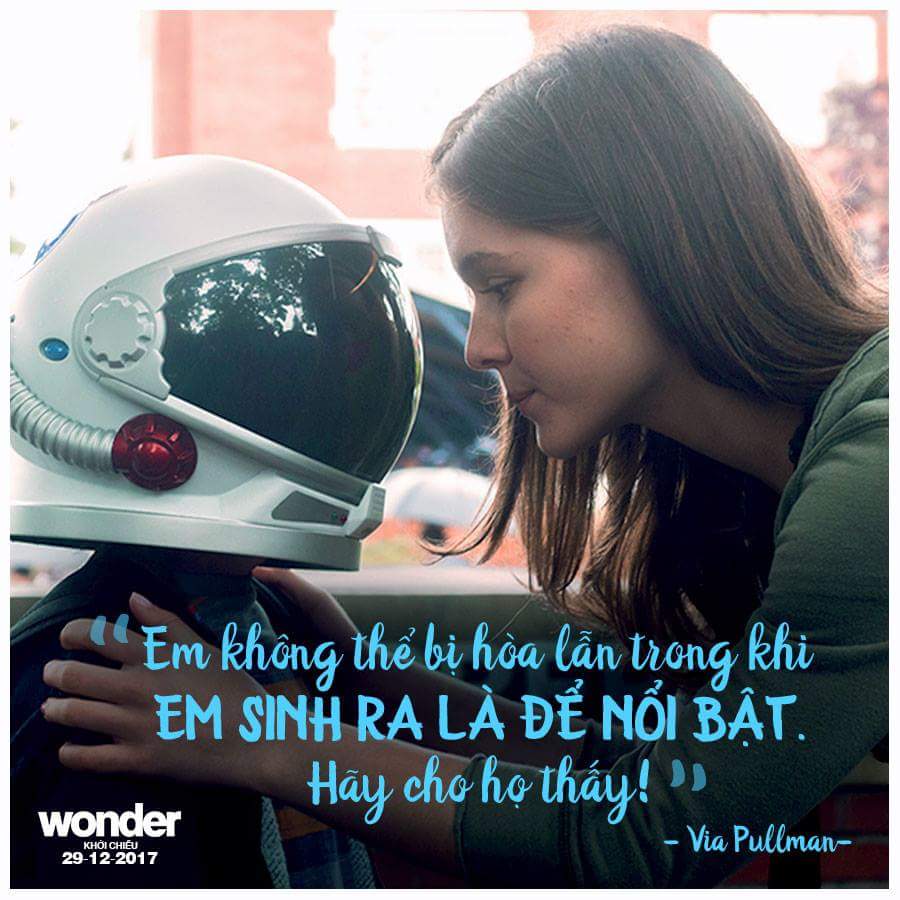 “Em không thể bị hòa lẫn trong khi
EM SINH RA LÀ ĐỂ NỔI BẬT.
Hãy cho họ thấy!”
- Via Pullman-
wonder
KHỞI CHIẾU
29-12-2017